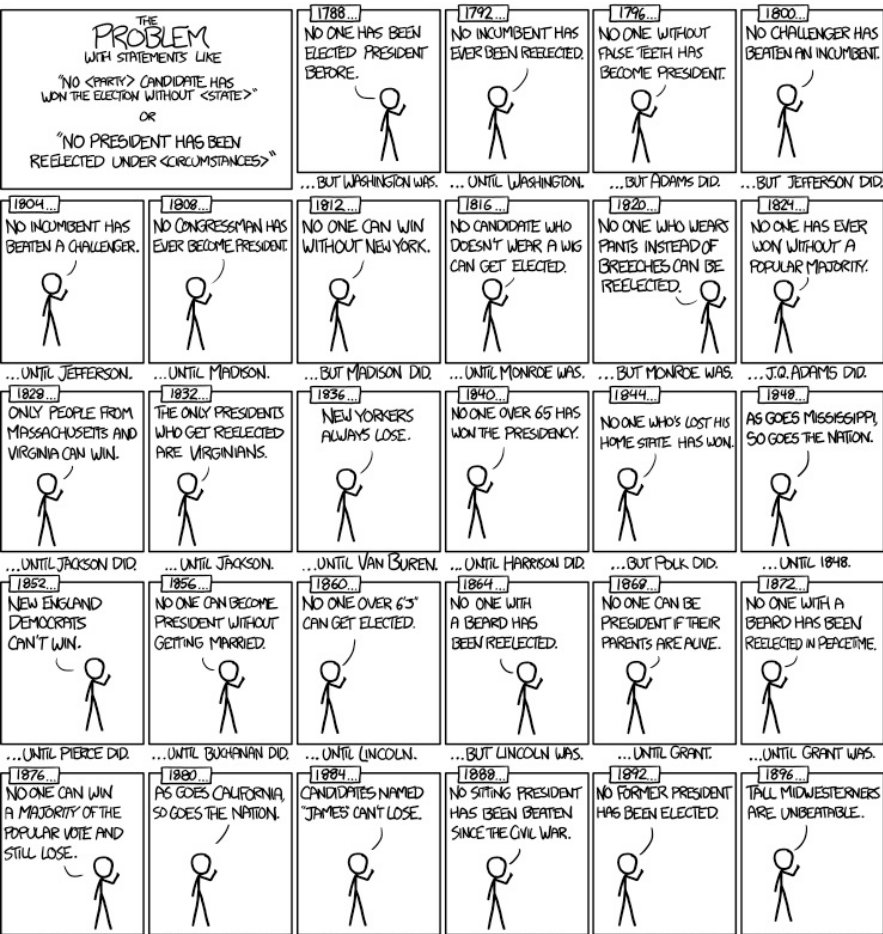 THE
PROBLEM
WITH STATEMENTS LIKE
"NO <PARTY> CANDIDATE HAS
WON THE ELECTION WITHOUT <STATE>"
OR
"NO PRESIDENT HAS BEEN
REELECTED UNDER <CIRCUMSTANCES>"
1788...
NO ONE HAS BEEN
ELECTED PRESIDENT
BEFORE.
...BUT WASHINGTON WAS.
1792...
NO INCUMBENT HAS
EVER BEEN REELECTED.
...UNTIL WASHINGTON.
1796...
NO ONE WITHOUT
FALSE TEETH HAS
BECOME PRESIDENT.
...BUT ADAMS DID.
1800...
NO CHALLENGER HAS
BEATEN AN INCUMBENT.
...BUT JEFFERSON DID.
1804...
NO INCUMBENT HAS
BEATEN A CHALLENGER.
...UNTIL JEFFERSON.
1808...
NO CONGRESSMAN HAS
EVER BECOME PRESIDENT.
...UNTIL MADISON.
1812...
NO ONE CAN WIN
WITHOUT NEW YORK.
...BUT MADISON DID.
1816...
NO CANDIDATE WHO
DOESN'T WEAR A WIG
CAN GET ELECTED.
...UNTIL MONROE WAS.
1820...
NO ONE WHO WEARS
PANTS INSTEAD OF
BREECHES CAN BE
REELECTED.
...BUT MONROE WAS.
1824...
NO ONE HAS EVER
WON WITHOUT A
POPULAR MAJORITY.
...J.Q. ADAMS DID.
1828...
ONLY PEOPLE FROM
MASSACHUSETTS AND
VIRGINIA CAN WIN.
...UNTIL JACKSON DID.
1832...
THE ONLY PRESIDENTS
WHO GET REELECTED
ARE VIRGINIANS.
...UNTIL JACKSON.
1836...
NEW YORKERS
ALWAYS LOSE.
...UNTIL VAN BUREN.
1840...
NO ONE OVER 65 HAS
WON THE PRESIDENCY.
...UNTIL HARRISON DID.
1844...
NO ONE WHO'S LOST HIS
HOME STATE HAS WON.
...BUT POLK DID.
1848...
AS GOES MISSISSIPPI,
SO GOES THE NATION.
...UNTIL 1848.
1852...
NEW ENGLAND
DEMOCRATS
CAN'T WIN.
...UNTIL PIERCE DID.
1856...
NO ONE CAN BECOME
PRESIDENT WITHOUT
GETTING MARRIED.
...UNTIL BUCHANAN DID.
1860...
NO ONE OVER 6'3"
CAN GET ELECTED.
...UNTIL LINCOLN.
1864...
NO ONE WITH
A BEARD HAS
BEEN REELECTED.
...BUT LINCOLN WAS.
1868...
NO ONE CAN BE
PRESIDENT IF THEIR
PARENTS ARE ALIVE.
...UNTIL GRANT.
1872...
NO ONE WITH A
BEARD HAS BEEN
REELECTED IN PEACETIME.
...UNTIL GRANT WAS.
1876...
NO ONE CAN WIN
A MAJORITY OF THE
POPULAR VOTE AND
STILL LOSE.
1880...
AS GOES CALIFORNIA,
SO GOES THE NATION.
1884...
CANDIDATES NAMED
"JAMES" CAN'T LOSE.
1888...
NO SITTING PRESIDENT
HAS BEEN BEATEN
SINCE THE CIVIL WAR.
1892...
NO FORMER PRESIDENT
HAS BEEN ELECTED.
1896...
TALL MIDWESTERNERS
ARE UNBEATABLE.